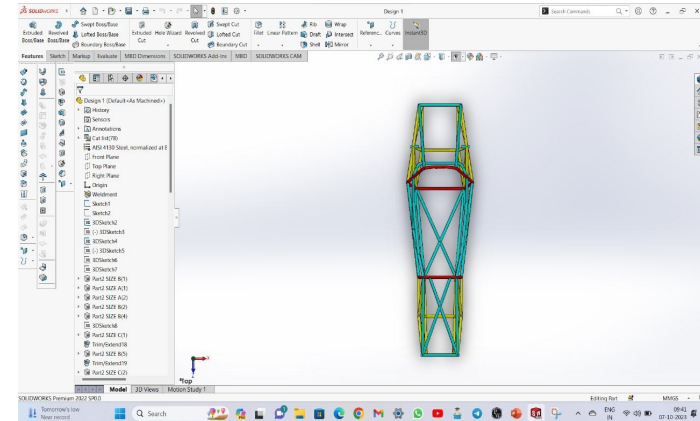 SOLIDWORKS
Design 1
Search Commands
Extruded Boss/Base
Revolved Boss/Base
Swept Boss/Base
Lofted Boss/Base
Boundary Boss/Base
Extruded Cut
Hole Wizard
Revolved Cut
Swept Cut
Lofted Cut
Boundary Cut
Fillet
Linear Pattern
Rib
Draft
Shell
Wrap
Intersect
Mirror
Referenc...
Curves
Instant3D
Features Sketch Markup Evaluate MBD Dimensions SOLIDWORKS Add-Ins MBD SOLIDWORKS CAM
Design 1 (Default<As Machined>)
History
Sensors
Annotations
Cut list(78)
AISI 4130 Steel, normalized at 8
Front Plane
Top Plane
Right Plane
Origin
Weldment
Sketch1
Sketch2
3DSketch2
(-) 3DSketch1
3DSketch4
(-) 3DSketch5
3DSketch6
3DSketch7
Part2 SIZE B(1)
Part2 SIZE A(1)
Part2 SIZE A(2)
Part2 SIZE B(2)
Part2 SIZE B(4)
3DSketch8
Part2 SIZE C(1)
Trim/Extend18
Part2 SIZE B(5)
Trim/Extend19
Part2 SIZE C(2)
*Top
Model 3D Views Motion Study 1
SOLIDWORKS Premium 2022 SP0.0
Editing Part
MMGS
Tomorrow's low
Near record
Search
ENG
IN
09:41
07-10-2023